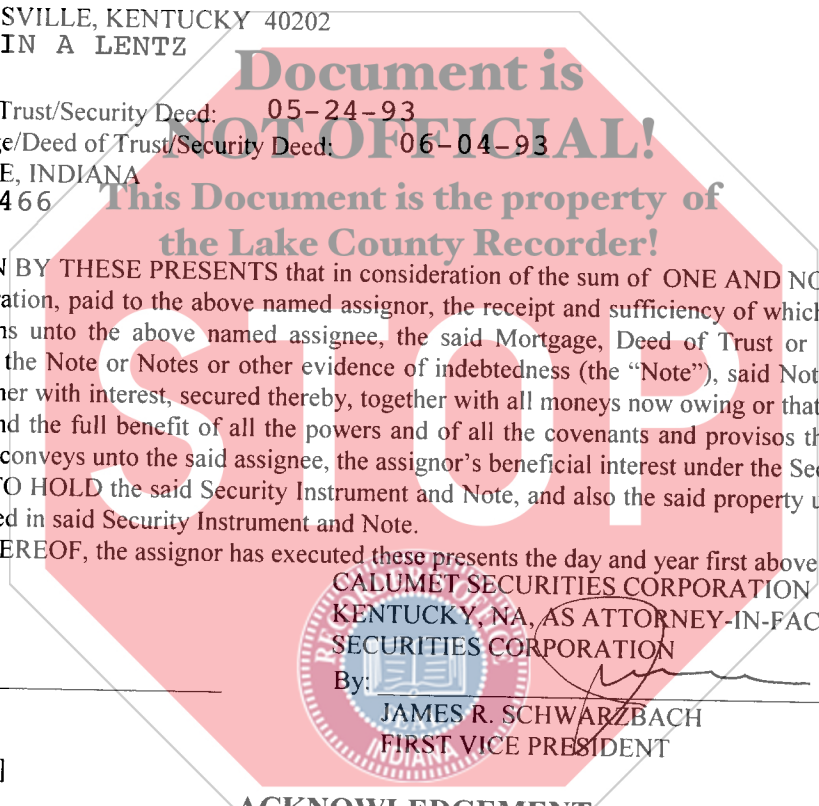 SVILLE, KENTUCKY 40202
IN A LENTZ
Document is
Trust/Security Deed: 05-24-93
NOT OFFICIAL!
e/Deed of Trust/Security Deed: 06-04-93
E, INDIANA
466
This Document is the property of
the Lake County Recorder!
N BY THESE PRESENTS that in consideration of the sum of ONE AND NO
ration, paid to the above named assignor, the receipt and sufficiency of which
ns unto the above named assignee, the said Mortgage, Deed of Trust or
the Note or Notes or other evidence of indebtedness (the “Note”), said Not
her with interest, secured thereby, together with all moneys now owing or that
nd the full benefit of all the powers and of all the covenants and provisos th
conveys unto the said assignee, the assignor’s beneficial interest under the Sec
TO HOLD the said Security Instrument and Note, and also the said property u
ed in said Security Instrument and Note.
STOP
EREOF, the assignor has executed these presents the day and year first above
CALUMET SECURITIES CORPORATION
KENTUCKY, NA, AS ATTORNEY-IN-FAC
SECURITIES CORPORATION
By:
JAMES R. SCHWARZBACH
FIRST VICE PRESIDENT
RECORDER'S OFFICE
SEAL
INDIANA
ACKNOWLEDGEMENT